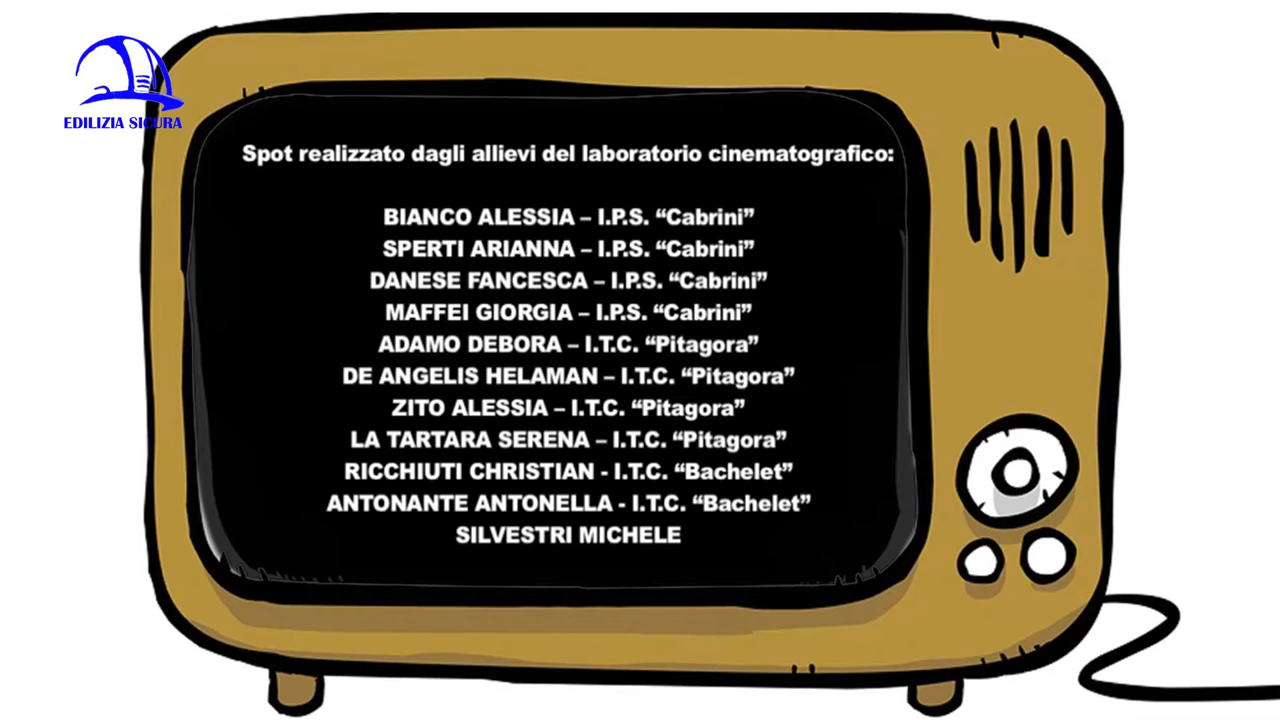 EDILIZIA SICURA
Spot realizzato dagli allievi del laboratorio cinematografico:
BIANCO ALESSIA – I.P.S. “Cabrini”
SPERTI ARIANNA – I.P.S. “Cabrini”
DANESE FANCESCA – I.P.S. “Cabrini”
MAFFEI GIORGIA – I.P.S. “Cabrini”
ADAMO DEBORA – I.T.C. “Pitagora”
DE ANGELIS HELAMAN – I.T.C. “Pitagora”
ZITO ALESSIA – I.T.C. “Pitagora”
LA TARTARA SERENA – I.T.C. “Pitagora”
RICCHIUTI CHRISTIAN - I.T.C. “Bachelet”
ANTONANTE ANTONELLA - I.T.C. “Bachelet”
SILVESTRI MICHELE